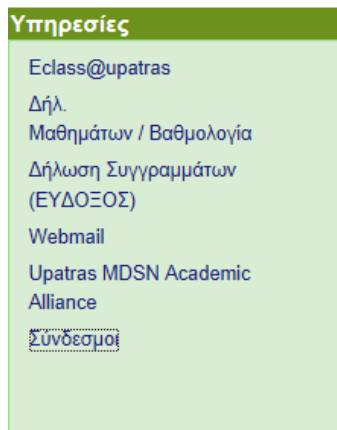 Υπηρεσίες
Eclass@upatras
Δήλ.
Μαθημάτων / Βαθμολογία
Δήλωση Συγγραμμάτων
(ΕΥΔΟΞΟΣ)
Webmail
Upatras MDSN Academic
Alliance
Σύνδεσμοι